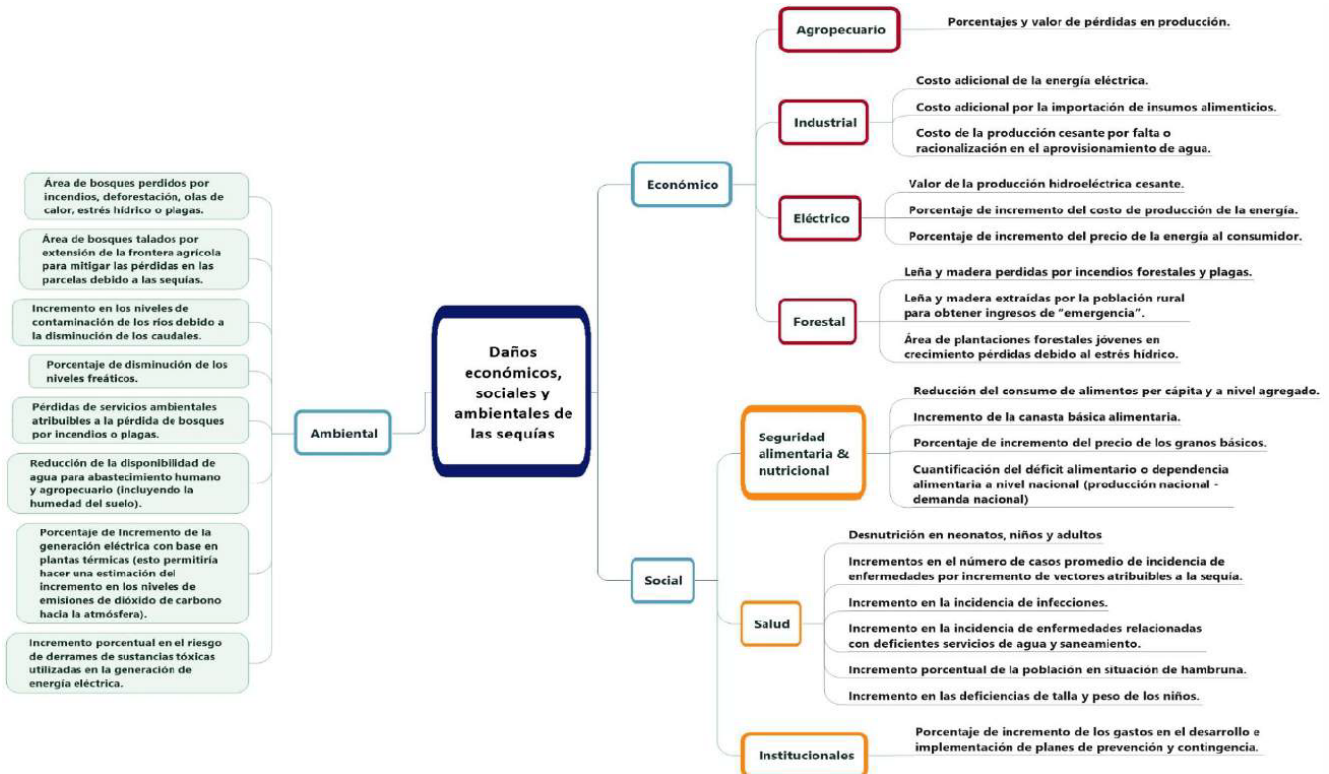 Daños
económicos,
sociales y
ambientales de
las sequías
Económico
Agropecuario
Porcentajes y valor de pérdidas en producción.
Industrial
Costo adicional de la energía eléctrica.
Costo adicional por la importación de insumos alimenticios.
Costo de la producción cesante por falta o
racionalización en el aprovisionamiento de agua.
Eléctrico
Valor de la producción hidroeléctrica cesante.
Porcentaje de incremento del costo de producción de la energía.
Porcentaje de incremento del precio de la energía al consumidor.
Forestal
Leña y madera perdidas por incendios forestales y plagas.
Leña y madera extraídas por la población rural
para obtener ingresos de “emergencia”.
Área de plantaciones forestales jóvenes en
crecimiento pérdidas debido al estrés hídrico.
Social
Seguridad
alimentaria &
nutricional
Reducción del consumo de alimentos per cápita y a nivel agregado.
Incremento de la canasta básica alimentaria.
Porcentaje de incremento del precio de los granos básicos.
Cuantificación del déficit alimentario o dependencia
alimentaria a nivel nacional (producción nacional -
demanda nacional)
Salud
Desnutrición en neonatos, niños y adultos
Incrementos en el número de casos promedio de incidencia de
enfermedades por incremento de vectores atribuibles a la sequía.
Incremento en la incidencia de infecciones.
Incremento en la incidencia de enfermedades relacionadas
con deficientes servicios de agua y saneamiento.
Incremento porcentual de la población en situación de hambruna.
Incremento en las deficiencias de talla y peso de los niños.
Institucionales
Porcentaje de incremento de los gastos en el desarrollo e
implementación de planes de prevención y contingencia.
Ambiental
Área de bosques perdidos por
incendios, deforestación, olas de
calor, estrés hídrico o plagas.
Área de bosques talados por
extensión de la frontera agrícola
para mitigar las pérdidas en las
parcelas debido a las sequías.
Incremento en los niveles de
contaminación de los ríos debido a
la disminución de los caudales.
Porcentaje de disminución de los
niveles freáticos.
Pérdidas de servicios ambientales
atribuibles a la pérdida de bosques
por incendios o plagas.
Reducción de la disponibilidad de
agua para abastecimiento humano
y agropecuario (incluyendo la
humedad del suelo).
Porcentaje de Incremento de la
generación eléctrica con base en
plantas térmicas (esto permitiría
hacer una estimación del
incremento en los niveles de
emisiones de dióxido de carbono
hacia la atmósfera).
Incremento porcentual en el riesgo
de derrames de sustancias tóxicas
utilizadas en la generación de
energía eléctrica.